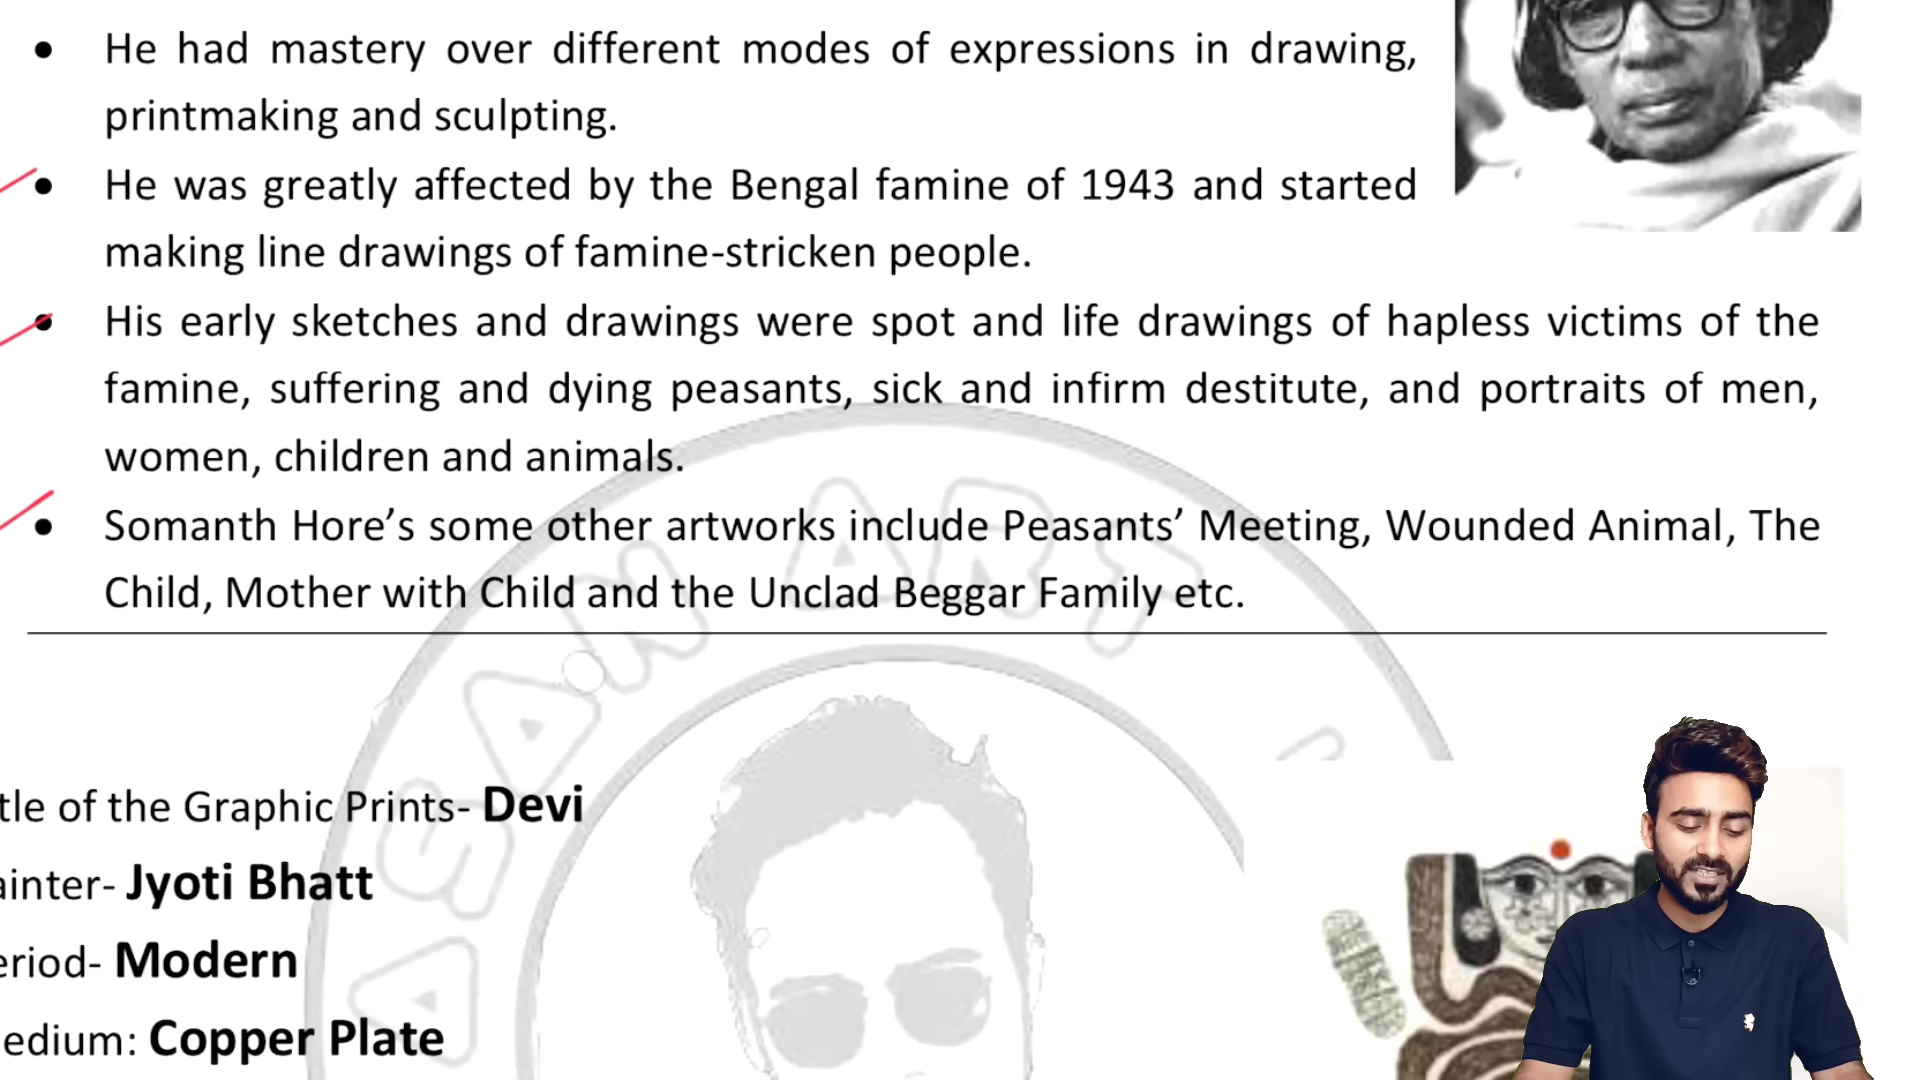 • He had mastery over different modes of expressions in drawing,
printmaking and sculpting.
• He was greatly affected by the Bengal famine of 1943 and started
making line drawings of famine-stricken people.
• His early sketches and drawings were spot and life drawings of hapless victims of the
famine, suffering and dying peasants, sick and infirm destitute, and portraits of men,
women, children and animals.
• Somanth Hore’s some other artworks include Peasants’ Meeting, Wounded Animal, The
Child, Mother with Child and the Unclad Beggar Family etc.
tle of the Graphic Prints- Devi
ainter- Jyoti Bhatt
eriod- Modern
edium: Copper Plate
ASAN ART